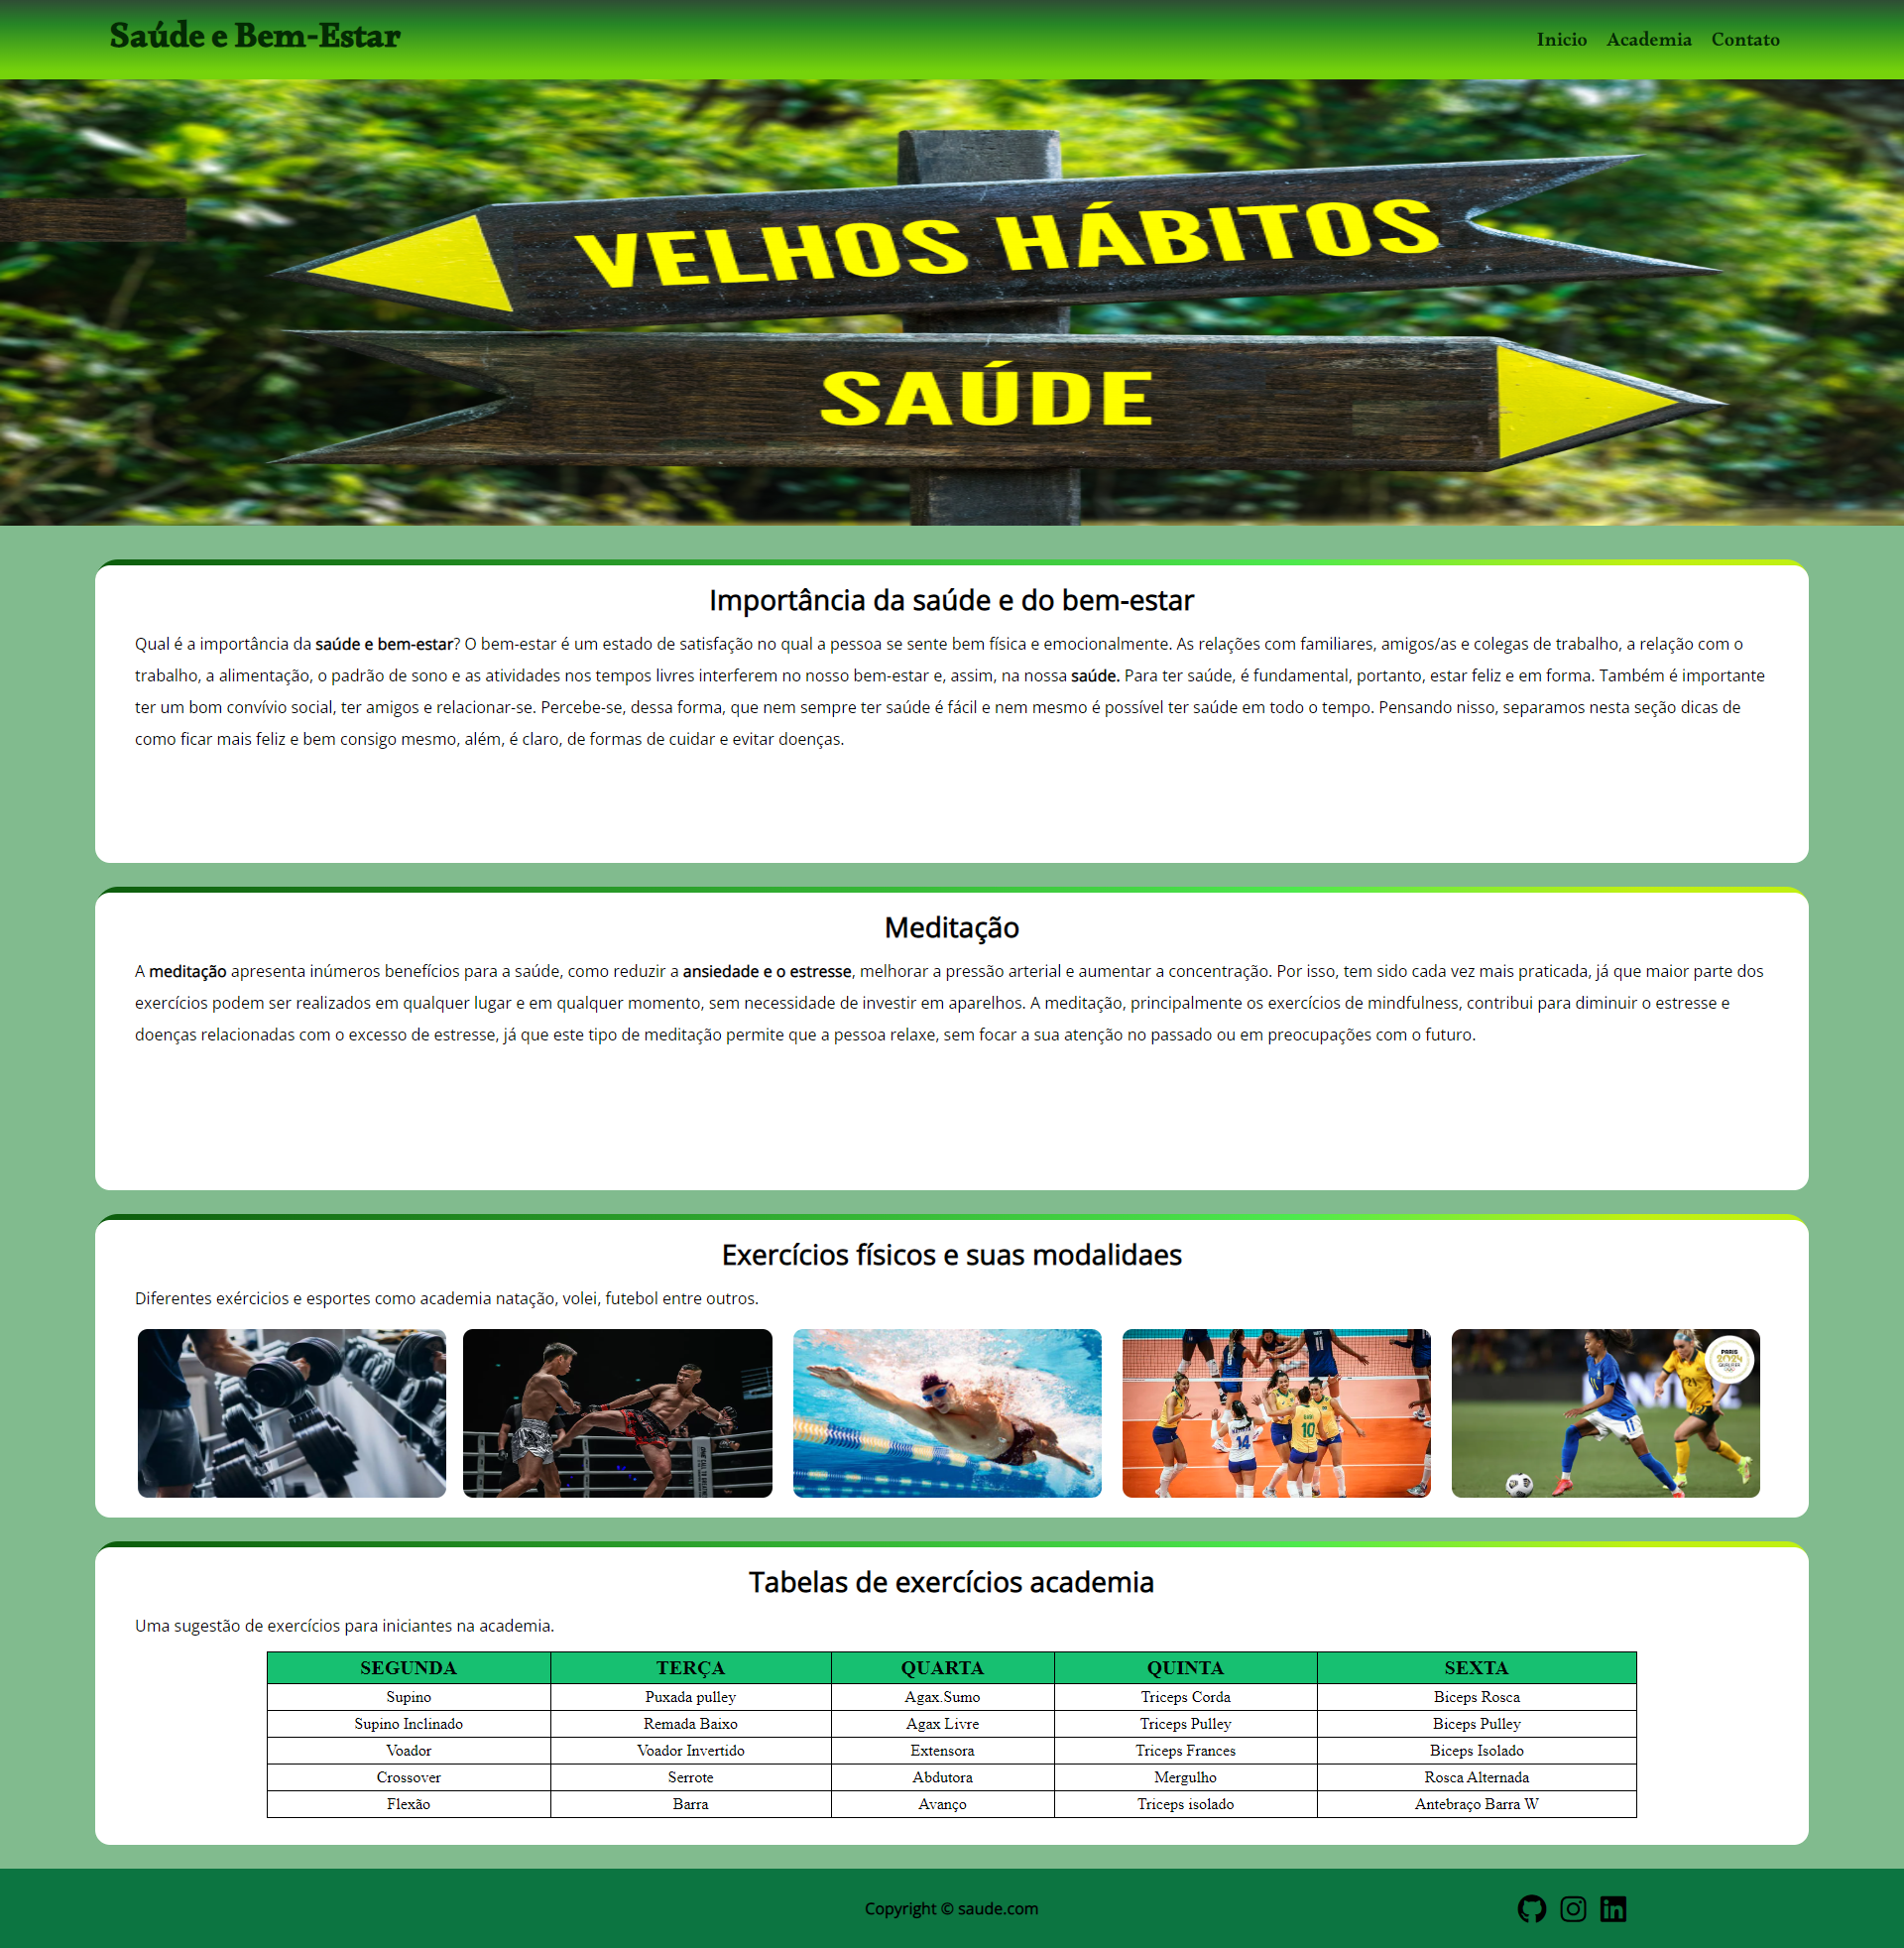 Saúde e Bem-Estar
Inicio Academia Contato
VELHOS HÁBITOS
SAÚDE
Importância da saúde e do bem-estar
Qual é a importância da saúde e bem-estar? O bem-estar é um estado de satisfação no qual a pessoa se sente bem física e emocionalmente. As relações com familiares, amigos/as e colegas de trabalho, a relação com o
trabalho, a alimentação, o padrão de sono e as atividades nos tempos livres interferem no nosso bem-estar e, assim, na nossa saúde. Para ter saúde, é fundamental, portanto, estar feliz e em forma. Também é importante
ter um bom convívio social, ter amigos e relacionar-se. Percebe-se, dessa forma, que nem sempre ter saúde é fácil e nem mesmo é possível ter saúde em todo o tempo. Pensando nisso, separamos nesta seção dicas de
como ficar mais feliz e bem consigo mesmo, além, é claro, de formas de cuidar e evitar doenças.
Meditação
A meditação apresenta inúmeros benefícios para a saúde, como reduzir a ansiedade e o estresse, melhorar a pressão arterial e aumentar a concentração. Por isso, tem sido cada vez mais praticada, já que maior parte dos
exercícios podem ser realizados em qualquer lugar e em qualquer momento, sem necessidade de investir em aparelhos. A meditação, principalmente os exercícios de mindfulness, contribui para diminuir o estresse e
doenças relacionadas com o excesso de estresse, já que este tipo de meditação permite que a pessoa relaxe, sem focar a sua atenção no passado ou em preocupações com o futuro.
Exercícios físicos e suas modalidaes
Diferentes exércicios e esportes como academia natação, volei, futebol entre outros.
14
10
11
PARIS
2024
Tabelas de exercícios academia
Uma sugestão de exercícios para iniciantes na academia.
SEGUNDA TERÇA QUARTA QUINTA SEXTA
Supino Puxada pulley Agax.Sumo Triceps Corda Biceps Rosca
Supino Inclinado Remada Baixo Agax Livre Triceps Pulley Biceps Pulley
Voador Voador Invertido Extensora Triceps Frances Biceps Isolado
Crossover Serrote Abdutora Mergulho Rosca Alternada
Flexão Barra Avanço Triceps isolado Antebraço Barra W
Copyright © saude.com